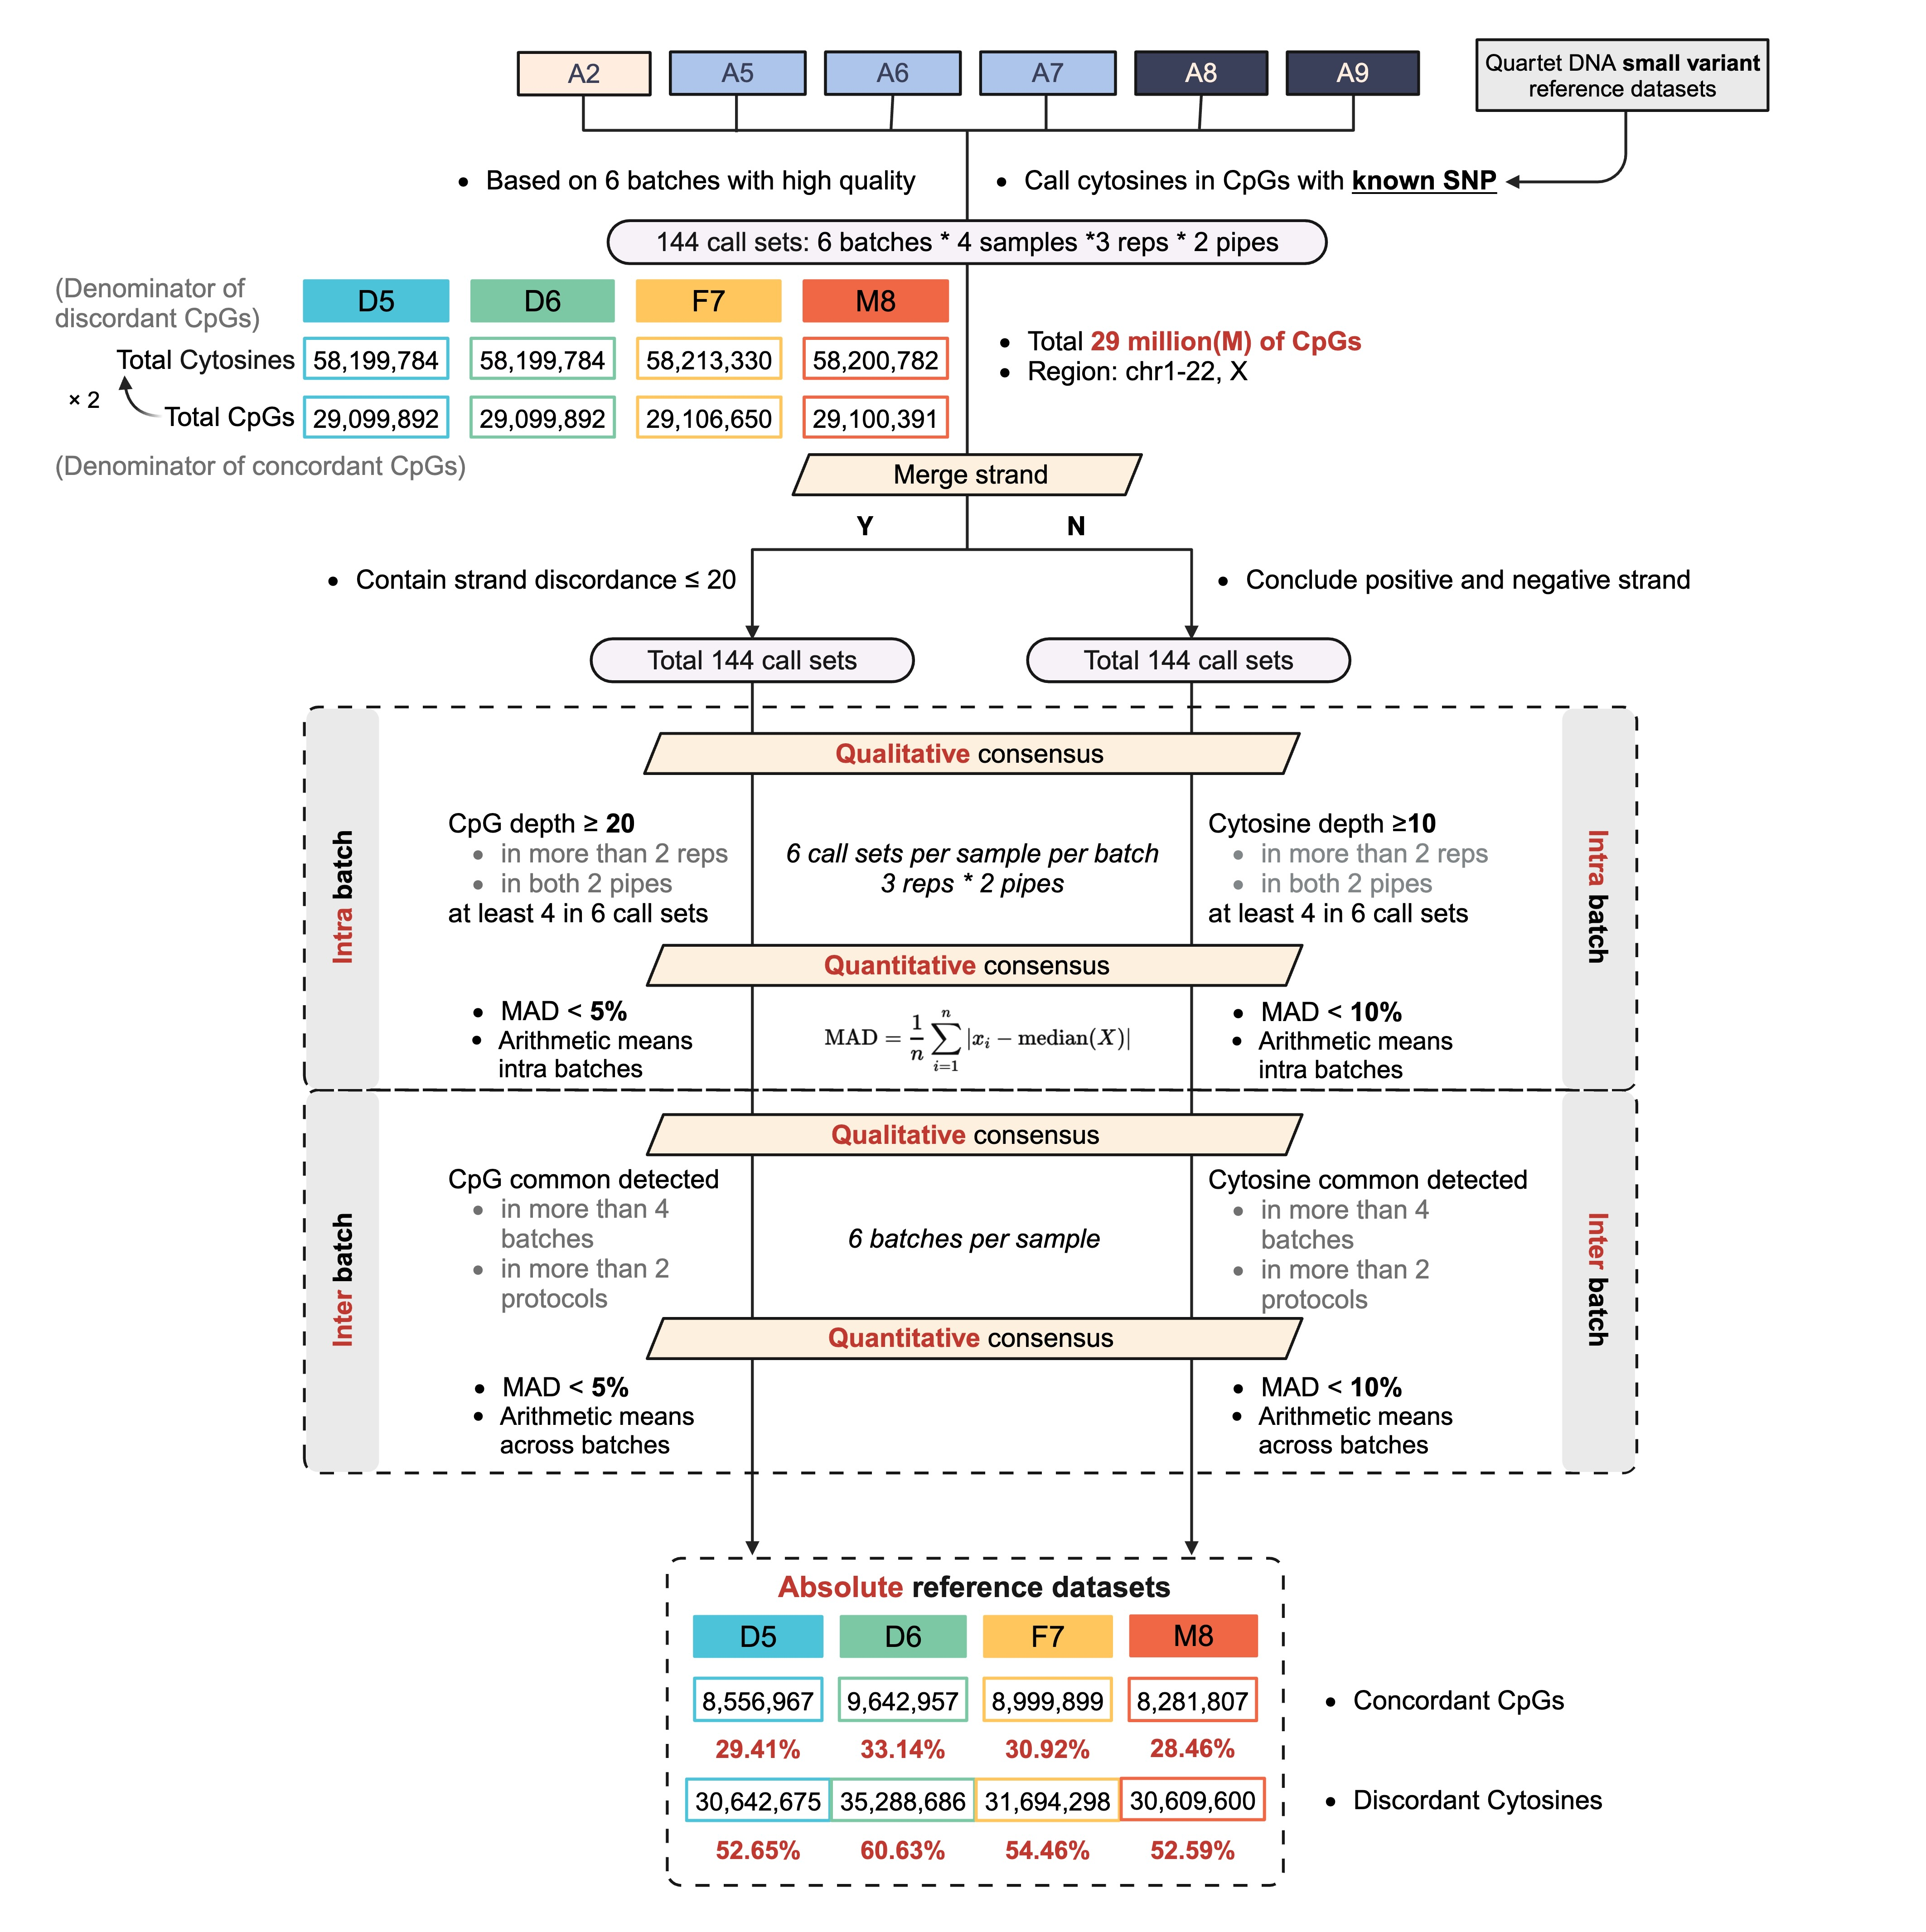 A2
A5
A6
A7
A8
A9
Quartet DNA small variant
reference datasets
• Based on 6 batches with high quality
• Call cytosines in CpGs with known SNP
144 call sets: 6 batches * 4 samples *3 reps * 2 pipes
(Denominator of
discordant CpGs)
D5
D6
F7
M8
Total Cytosines
58,199,784
58,199,784
58,213,330
58,200,782
× 2
Total CpGs
29,099,892
29,099,892
29,106,650
29,100,391
(Denominator of concordant CpGs)
• Total 29 million(M) of CpGs
• Region: chr1-22, X
Merge strand
Y
N
• Contain strand discordance ≤ 20
• Conclude positive and negative strand
Total 144 call sets
Total 144 call sets
Intra batch
Qualitative consensus
CpG depth ≥ 20
• in more than 2 reps
• in both 2 pipes
at least 4 in 6 call sets
6 call sets per sample per batch
3 reps * 2 pipes
Cytosine depth ≥10
• in more than 2 reps
• in both 2 pipes
at least 4 in 6 call sets
Intra batch
Quantitative consensus
• MAD < 5%
• Arithmetic means
intra batches
MAD = 1/n ∑_{i=1}^{n} |x_i − median(X)|
• MAD < 10%
• Arithmetic means
intra batches
Inter batch
Qualitative consensus
CpG common detected
• in more than 4
batches
• in more than 2
protocols
6 batches per sample
Cytosine common detected
• in more than 4
batches
• in more than 2
protocols
Inter batch
Quantitative consensus
• MAD < 5%
• Arithmetic means
across batches
• MAD < 10%
• Arithmetic means
across batches
Absolute reference datasets
D5
D6
F7
M8
8,556,967
9,642,957
8,999,899
8,281,807
• Concordant CpGs
29.41%
33.14%
30.92%
28.46%
30,642,675
35,288,686
31,694,298
30,609,600
• Discordant Cytosines
52.65%
60.63%
54.46%
52.59%